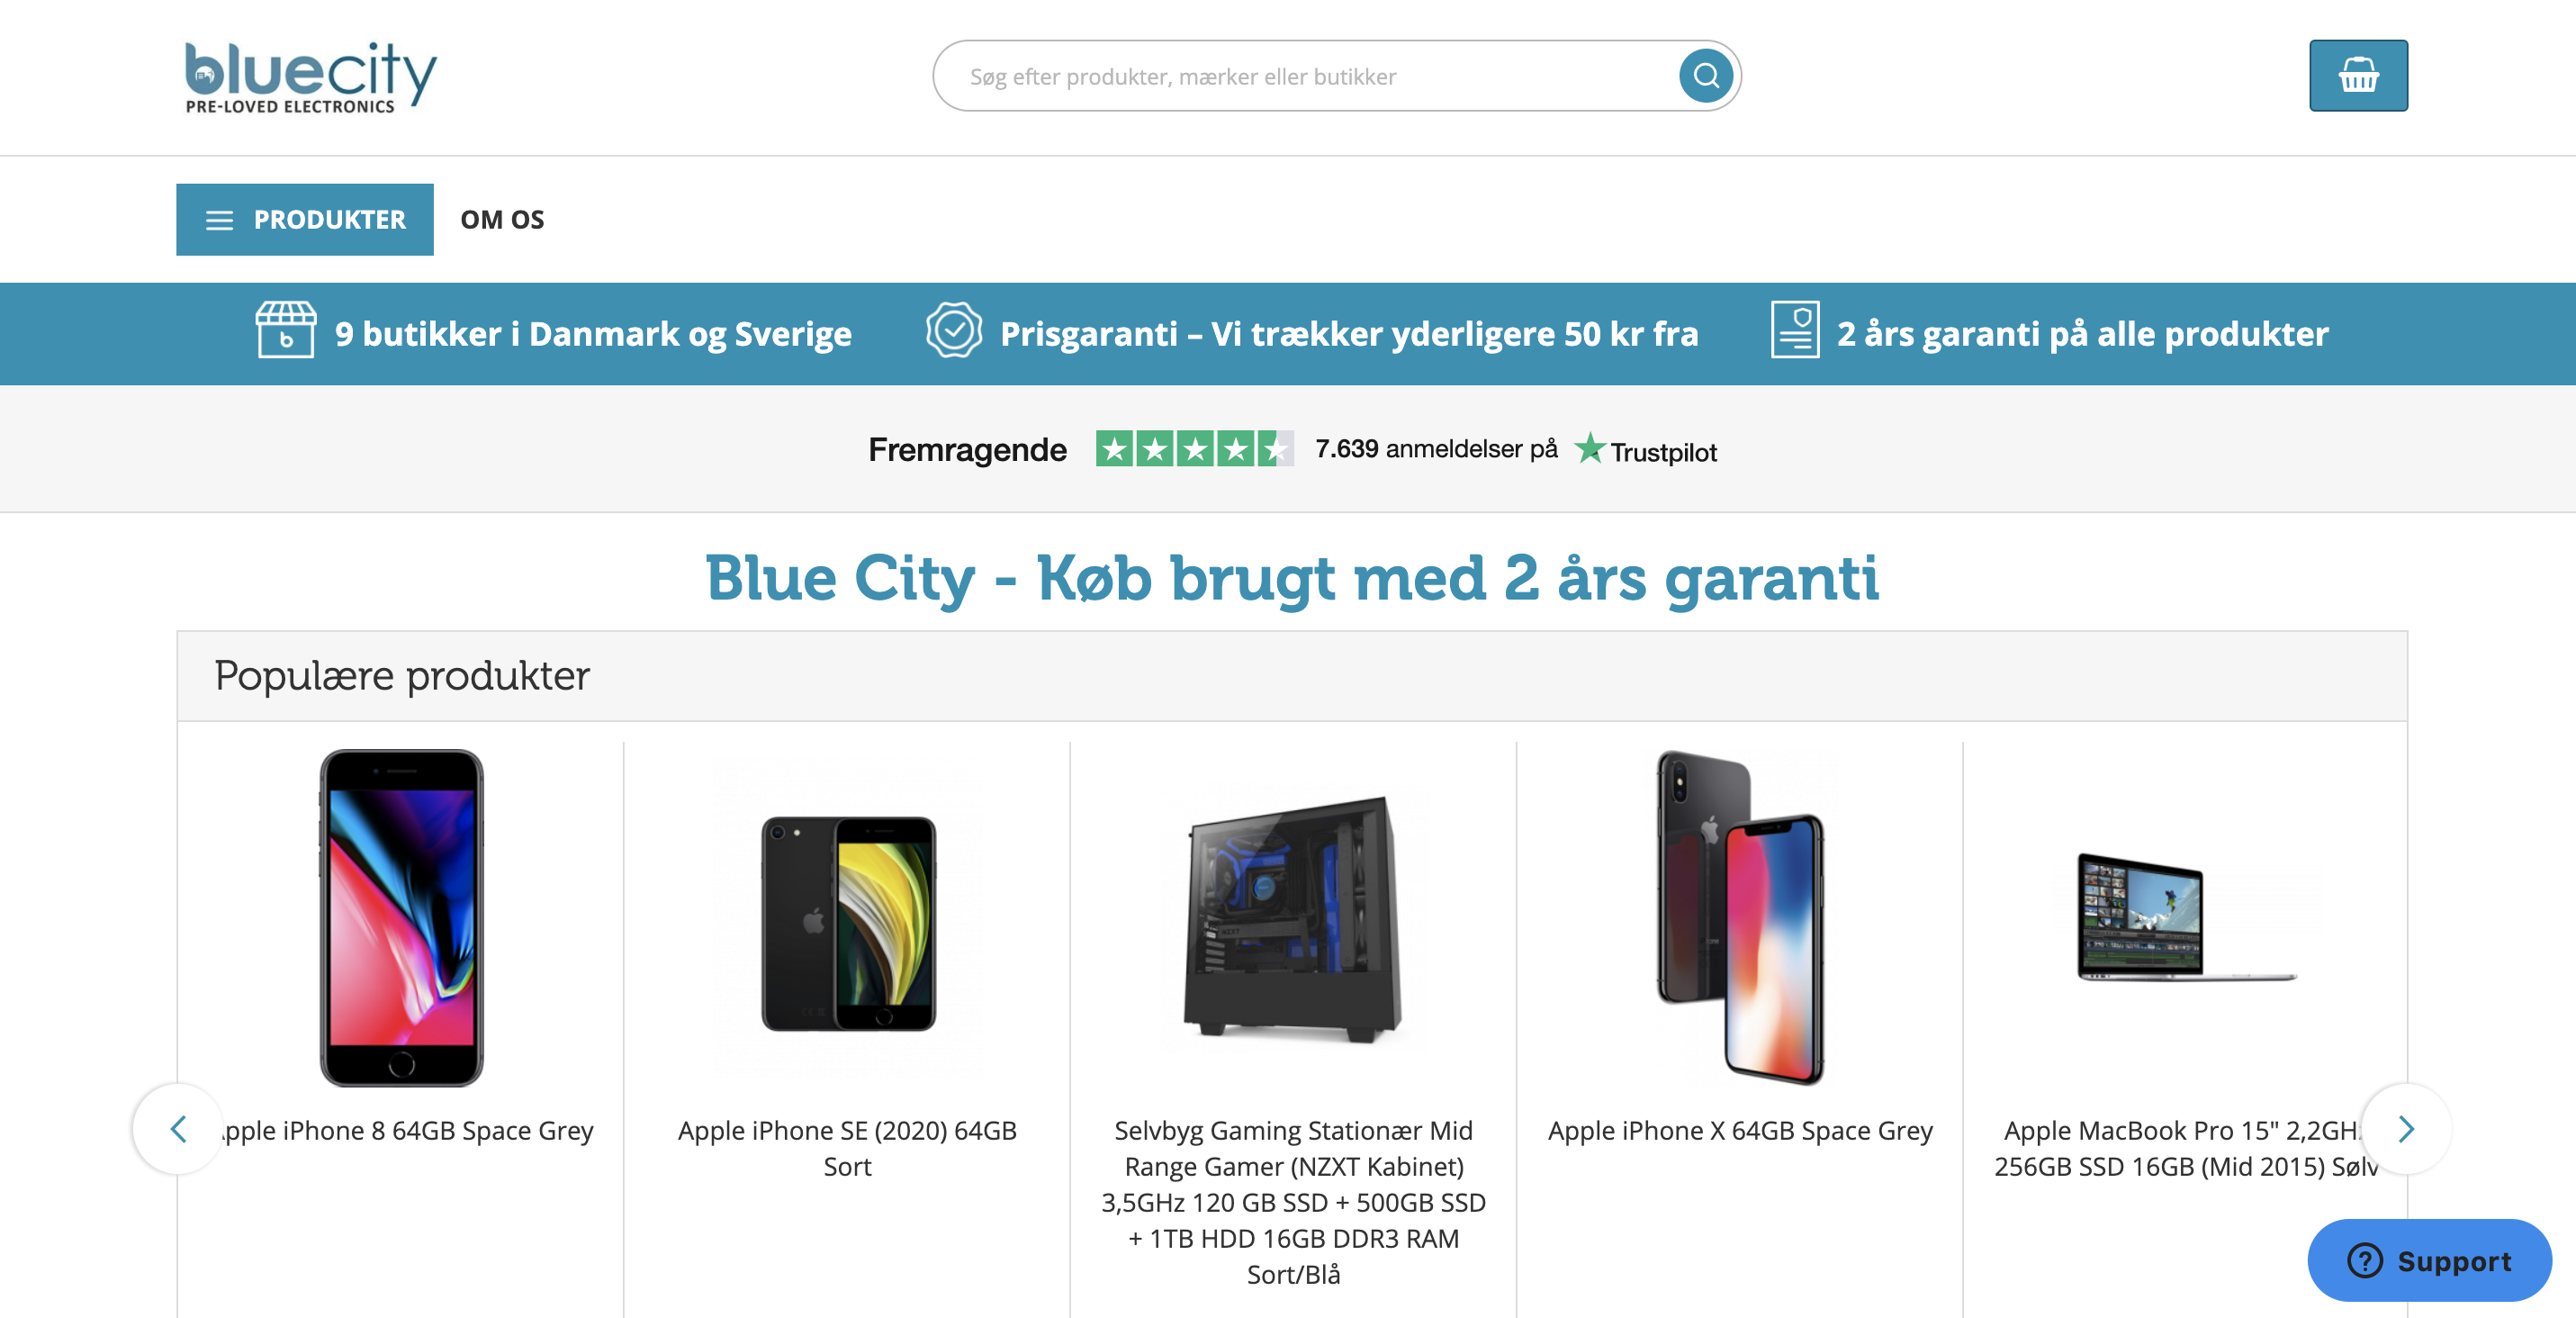 bluecity
PRE-LOVED ELECTRONICS
Søg efter produkter, mærker eller butikker
PRODUKTER
OM OS
b
9 butikker i Danmark og Sverige
Prisgaranti – Vi trækker yderligere 50 kr fra
2 års garanti på alle produkter
Fremragende
7.639 anmeldelser på
Trustpilot
Blue City - Køb brugt med 2 års garanti
Populære produkter
NZXT
pple iPhone 8 64GB Space Grey
Apple iPhone SE (2020) 64GB
Sort
Selvbyg Gaming Stationær Mid
Range Gamer (NZXT Kabinet)
3,5GHz 120 GB SSD + 500GB SSD
+ 1TB HDD 16GB DDR3 RAM
Sort/Blå
Apple iPhone X 64GB Space Grey
Apple MacBook Pro 15" 2,2GHz
256GB SSD 16GB (Mid 2015) Sølv
? Support